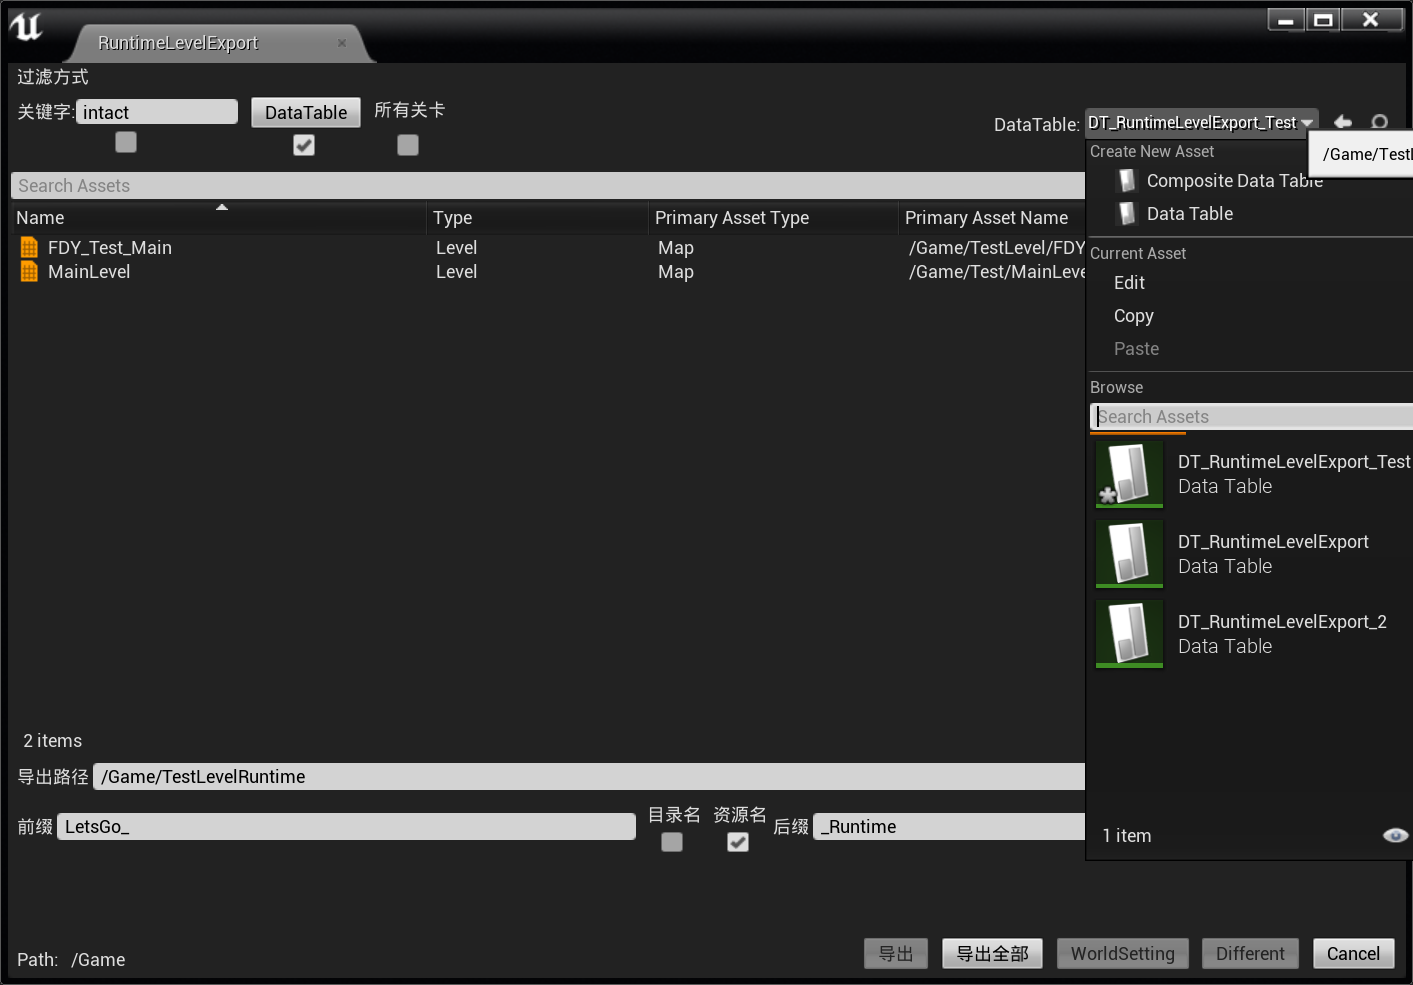 RuntimeLevelExport
过滤方式
关键字: intact DataTable 所有关卡
DataTable: DT_RuntimeLevelExport_Test
/Game/Test
Create New Asset
Composite Data Table
Data Table
Current Asset
Edit
Copy
Paste
Browse
Search Assets
DT_RuntimeLevelExport_Test
Data Table
DT_RuntimeLevelExport
Data Table
DT_RuntimeLevelExport_2
Data Table
1 item
Search Assets
Name Type Primary Asset Type Primary Asset Name
FDY_Test_Main Level Map /Game/TestLevel/FDY
MainLevel Level Map /Game/Test/MainLeve
2 items
导出路径 /Game/TestLevelRuntime
前缀 LetsGo_ 目录名 资源名 后缀 _Runtime
Path: /Game
导出 导出全部 WorldSetting Different Cancel